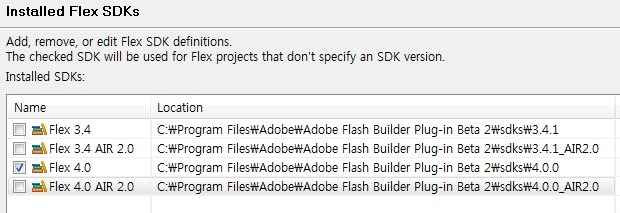 Installed Flex SDKs
Add, remove, or edit Flex SDK definitions.
The checked SDK will be used for Flex projects that don't specify an SDK version.
Installed SDKs:
Name Location
Flex 3.4 C:₩Program Files₩Adobe₩Adobe Flash Builder Plug-in Beta 2₩sdks₩3.4.1
Flex 3.4 AIR 2.0 C:₩Program Files₩Adobe₩Adobe Flash Builder Plug-in Beta 2₩sdks₩3.4.1_AIR2.0
Flex 4.0 C:₩Program Files₩Adobe₩Adobe Flash Builder Plug-in Beta 2₩sdks₩4.0.0
Flex 4.0 AIR 2.0 C:₩Program Files₩Adobe₩Adobe Flash Builder Plug-in Beta 2₩sdks₩4.0.0_AIR2.0